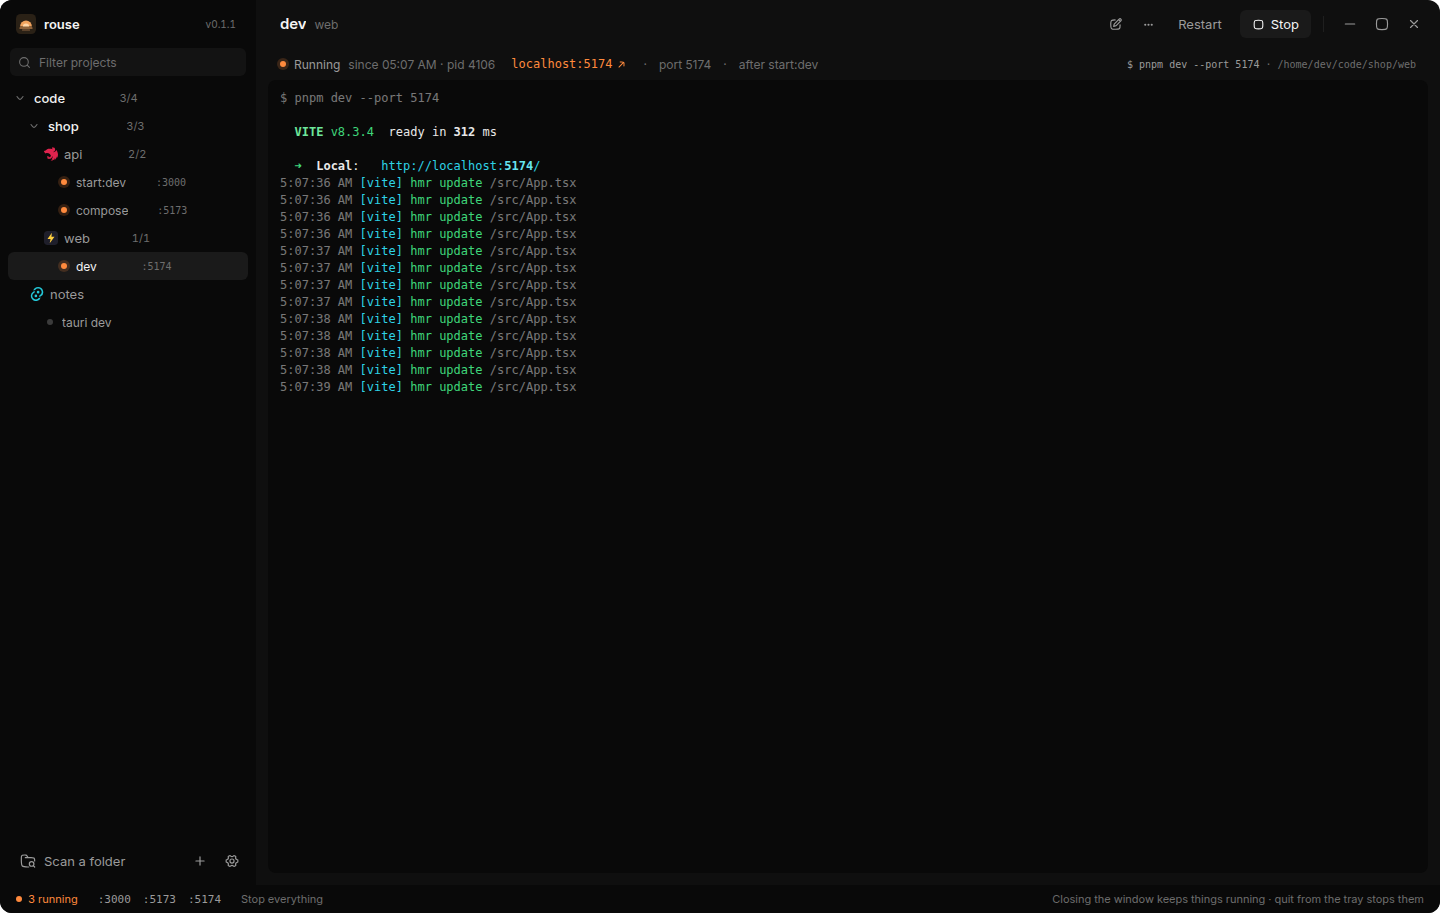 rouse v0.1.1
Filter projects
code 3/4
shop 3/3
api 2/2
start:dev :3000
compose :5173
web 1/1
dev :5174
notes
tauri dev
Scan a folder
dev web
Restart
Stop
Running since 05:07 AM · pid 4106 localhost:5174 ↗ · port 5174 · after start:dev
$ pnpm dev --port 5174 · /home/dev/code/shop/web
$ pnpm dev --port 5174
VITE v8.3.4 ready in 312 ms
➜ Local: http://localhost:5174/
5:07:36 AM [vite] hmr update /src/App.tsx
5:07:36 AM [vite] hmr update /src/App.tsx
5:07:36 AM [vite] hmr update /src/App.tsx
5:07:36 AM [vite] hmr update /src/App.tsx
5:07:37 AM [vite] hmr update /src/App.tsx
5:07:37 AM [vite] hmr update /src/App.tsx
5:07:37 AM [vite] hmr update /src/App.tsx
5:07:37 AM [vite] hmr update /src/App.tsx
5:07:38 AM [vite] hmr update /src/App.tsx
5:07:38 AM [vite] hmr update /src/App.tsx
5:07:38 AM [vite] hmr update /src/App.tsx
5:07:38 AM [vite] hmr update /src/App.tsx
5:07:39 AM [vite] hmr update /src/App.tsx
3 running :3000 :5173 :5174 Stop everything
Closing the window keeps things running · quit from the tray stops them